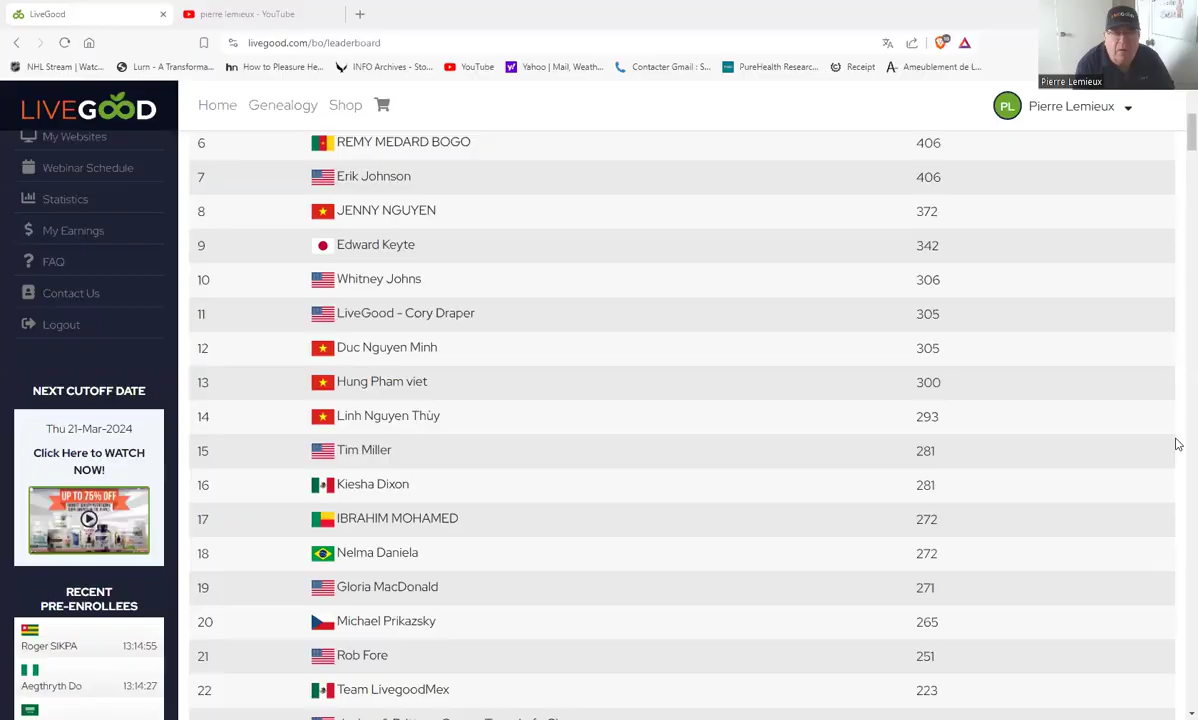 LiveGood
pierre lemieux - YouTube
livegood.com/bo/leaderboard
NHL Stream | Watc...
Lurn - A Transforma...
How to Pleasure He...
INFO Archives - Sto...
YouTube
Yahoo | Mail, Weath...
Contacter Gmail : S...
PureHealth Researc...
Receipt
Ameublement de L...
Pierre Lemieux
LIVEGOOD
Home
Genealogy
Shop
PL
Pierre Lemieux
My Websites
Webinar Schedule
Statistics
My Earnings
FAQ
Contact Us
Logout
NEXT CUTOFF DATE
Thu 21-Mar-2024
Click Here to WATCH
NOW!
UP TO 75% OFF
RECENT
PRE-ENROLLEES
Roger SIKPA 13:14:55
Aegthryth Do 13:14:27
6 REMY MEDARD BOGO 406
7 Erik Johnson 406
8 JENNY NGUYEN 372
9 Edward Keyte 342
10 Whitney Johns 306
11 LiveGood - Cory Draper 305
12 Duc Nguyen Minh 305
13 Hung Pham viet 300
14 Linh Nguyen Thùy 293
15 Tim Miller 281
16 Kiesha Dixon 281
17 IBRAHIM MOHAMED 272
18 Nelma Daniela 272
19 Gloria MacDonald 271
20 Michael Prikazsky 265
21 Rob Fore 251
22 Team LivegoodMex 223